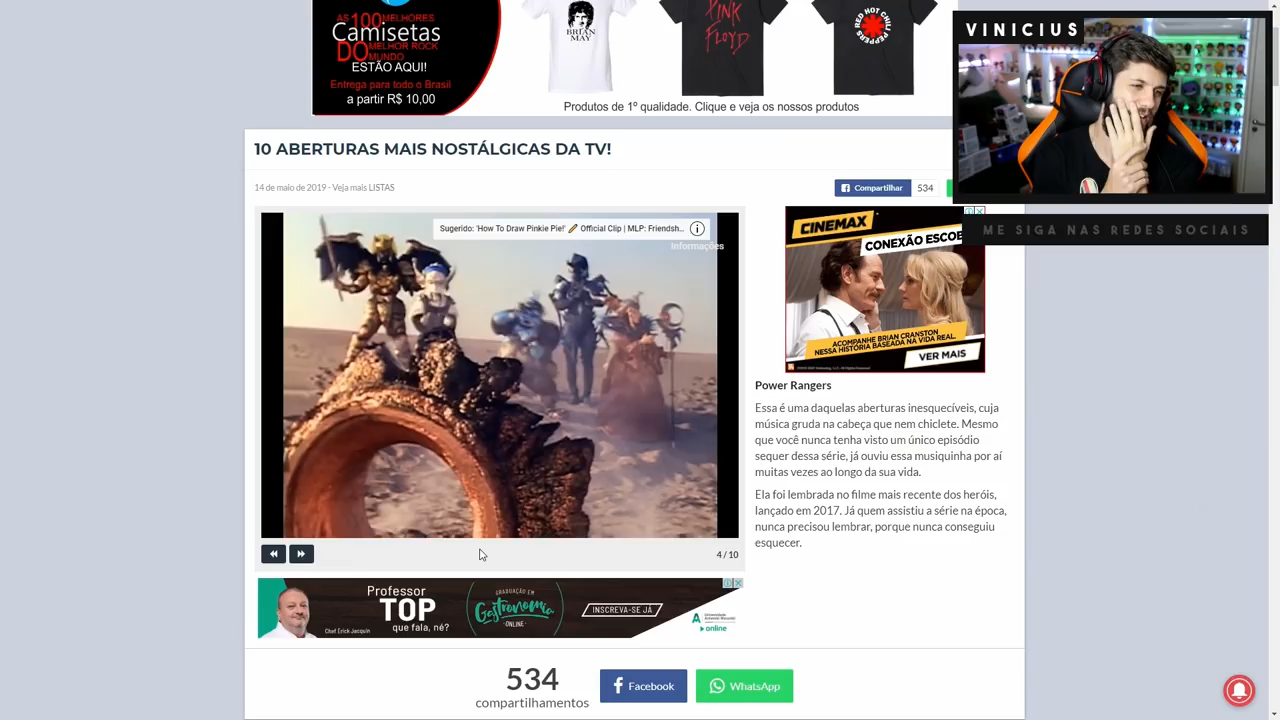 AS 100 MELHORES
Camisetas
DO MELHOR ROCK
MUNDO
ESTÃO AQUI!
Entrega para todo o Brasil
a partir R$ 10,00
BRIAN
MAY
PINK
FLOYD
RED HOT CHILI PEPPERS
Produtos de 1º qualidade. Clique e veja os nossos produtos
VINICIUS
ME SIGA NAS REDES SOCIAIS
10 ABERTURAS MAIS NOSTÁLGICAS DA TV!
14 de maio de 2019 - Veja mais LISTAS
Compartilhar
534
Sugerido: 'How To Draw Pinkie Pie!' 🖍 Official Clip | MLP: Friendsh...
Informações
CINEMAX
CONEXÃO ESCOB
ACOMPANHE BRIAN CRANSTON
NESSA HISTÓRIA BASEADA NA VIDA REAL.
VER MAIS
Power Rangers
Essa é uma daquelas aberturas inesquecíveis, cuja
música gruda na cabeça que nem chiclete. Mesmo
que você nunca tenha visto um único episódio
sequer dessa série, já ouviu essa musiquinha por aí
muitas vezes ao longo da sua vida.
Ela foi lembrada no filme mais recente dos heróis,
lançado em 2017. Já quem assistiu a série na época,
nunca precisou lembrar, porque nunca conseguiu
esquecer.
4 / 10
Professor
TOP
que fala, né?
Chef Erick Jacquin
GRADUAÇÃO EM
Gastronomia
ONLINE
INSCREVA-SE JÁ
online
534
compartilhamentos
Facebook
WhatsApp